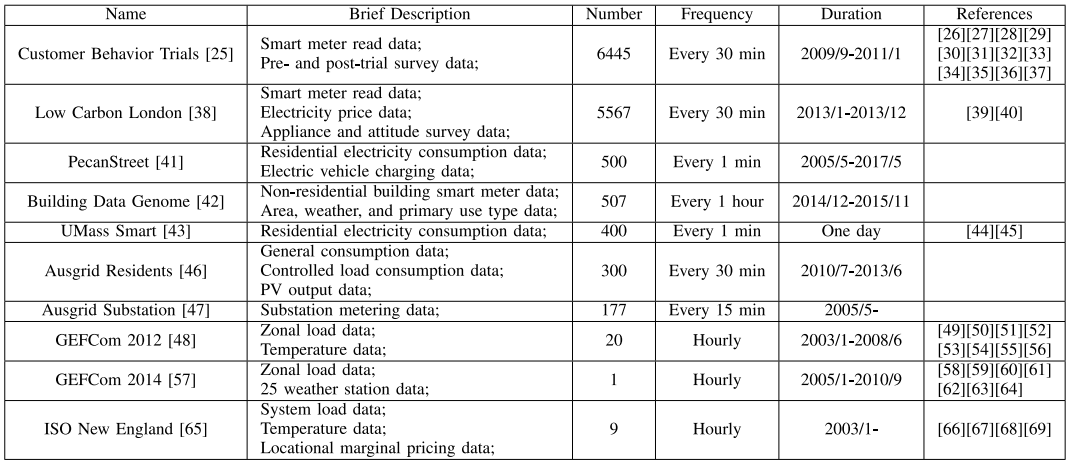 Name Brief Description Number Frequency Duration References
Customer Behavior Trials [25] Smart meter read data; 6445 Every 30 min 2009/9-2011/1 [26][27][28][29]
Pre- and post-trial survey data; [30][31][32][33]
[34][35][36][37]
Low Carbon London [38] Smart meter read data; 5567 Every 30 min 2013/1-2013/12 [39][40]
Electricity price data;
Appliance and attitude survey data;
PecanStreet [41] Residential electricity consumption data; 500 Every 1 min 2005/5-2017/5
Electric vehicle charging data;
Building Data Genome [42] Non-residential building smart meter data; 507 Every 1 hour 2014/12-2015/11
Area, weather, and primary use type data;
UMass Smart [43] Residential electricity consumption data; 400 Every 1 min One day [44][45]
Ausgrid Residents [46] General consumption data; 300 Every 30 min 2010/7-2013/6
Controlled load consumption data;
PV output data;
Ausgrid Substation [47] Substation metering data; 177 Every 15 min 2005/5-
GEFCom 2012 [48] Zonal load data; 20 Hourly 2003/1-2008/6 [49][50][51][52]
Temperature data; [53][54][55][56]
GEFCom 2014 [57] Zonal load data; 1 Hourly 2005/1-2010/9 [58][59][60][61]
25 weather station data; [62][63][64]
ISO New England [65] System load data; 9 Hourly 2003/1- [66][67][68][69]
Temperature data;
Locational marginal pricing data;